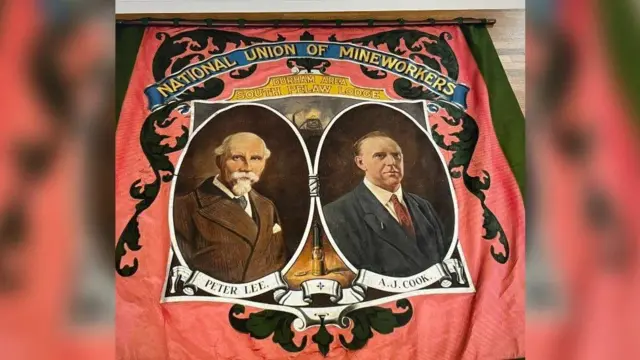 NATIONAL UNION OF MINEWORKERS
DURHAM AREA
SOUTH PELAW LODGE
PETER LEE.
A.J. COOK.